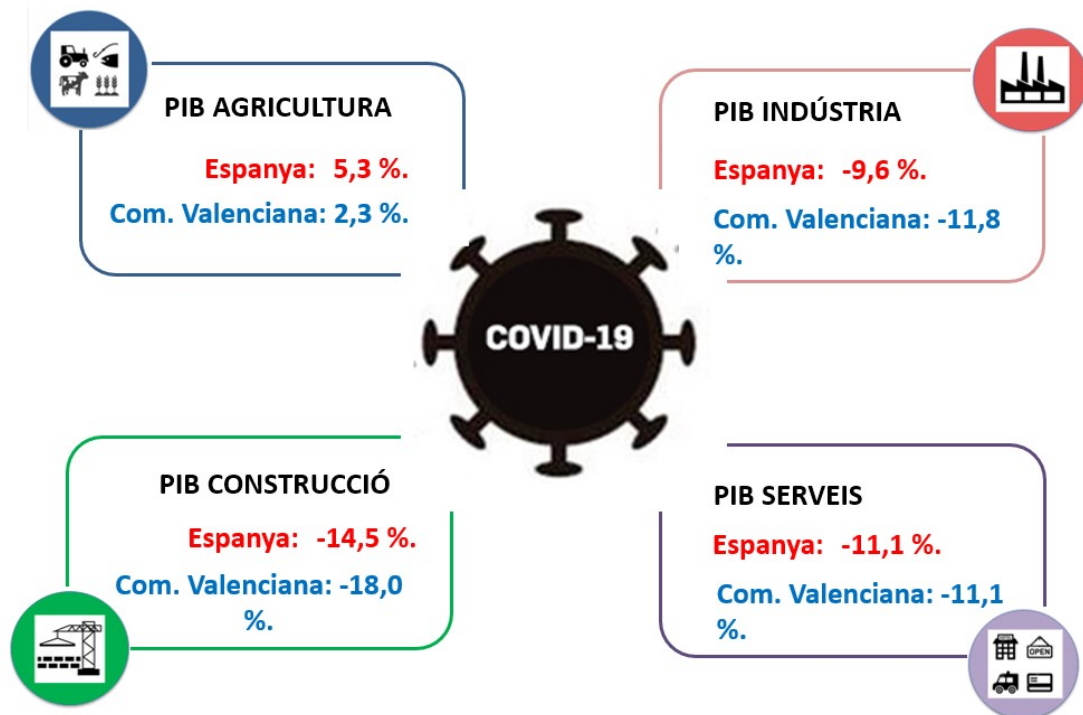 PIB AGRICULTURA
Espanya: 5,3 %.
Com. Valenciana: 2,3 %.
PIB INDÚSTRIA
Espanya: -9,6 %.
Com. Valenciana: -11,8
%.
COVID-19
PIB CONSTRUCCIÓ
Espanya: -14,5 %.
Com. Valenciana: -18,0
%.
PIB SERVEIS
Espanya: -11,1 %.
Com. Valenciana: -11,1
%.
OPEN